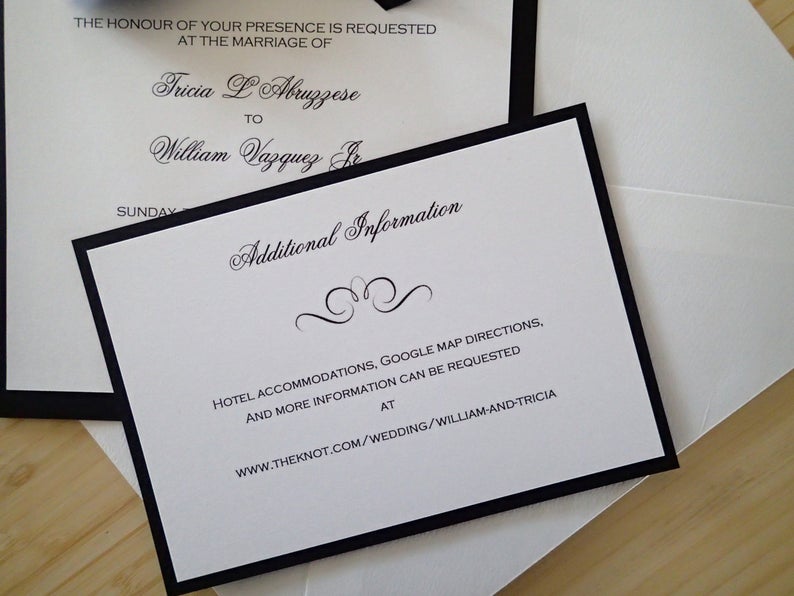 THE HONOUR OF YOUR PRESENCE IS REQUESTED
AT THE MARRIAGE OF
Tricia L'Abruzzese
TO
William Vazquez Jr
SUNDAY
Additional Information
HOTEL ACCOMMODATIONS, GOOGLE MAP DIRECTIONS,
AND MORE INFORMATION CAN BE REQUESTED
AT
WWW.THEKNOT.COM/WEDDING/WILLIAM-AND-TRICIA